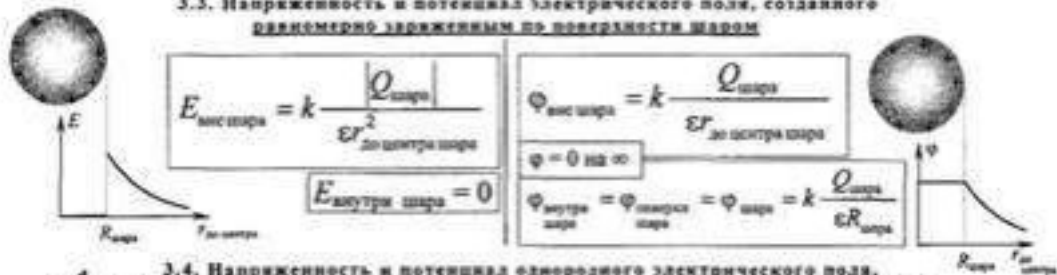 3.3. Напряженность и потенциал электрического поля, созданного
равномерно заряженным по поверхности шаром
E вне шара = k |Q шара| / εr² до центра шара
E внутри шара = 0
φ вне шара = k Q шара / εr до центра шара
φ = 0 на ∞
φ внутри шара = φ поверхн шара = φ шара = k Q шара / εR шара
E
R шара
r до центра
φ
R шара
r до центра
3.4. Напряженность и потенциал однородного электрического поля,